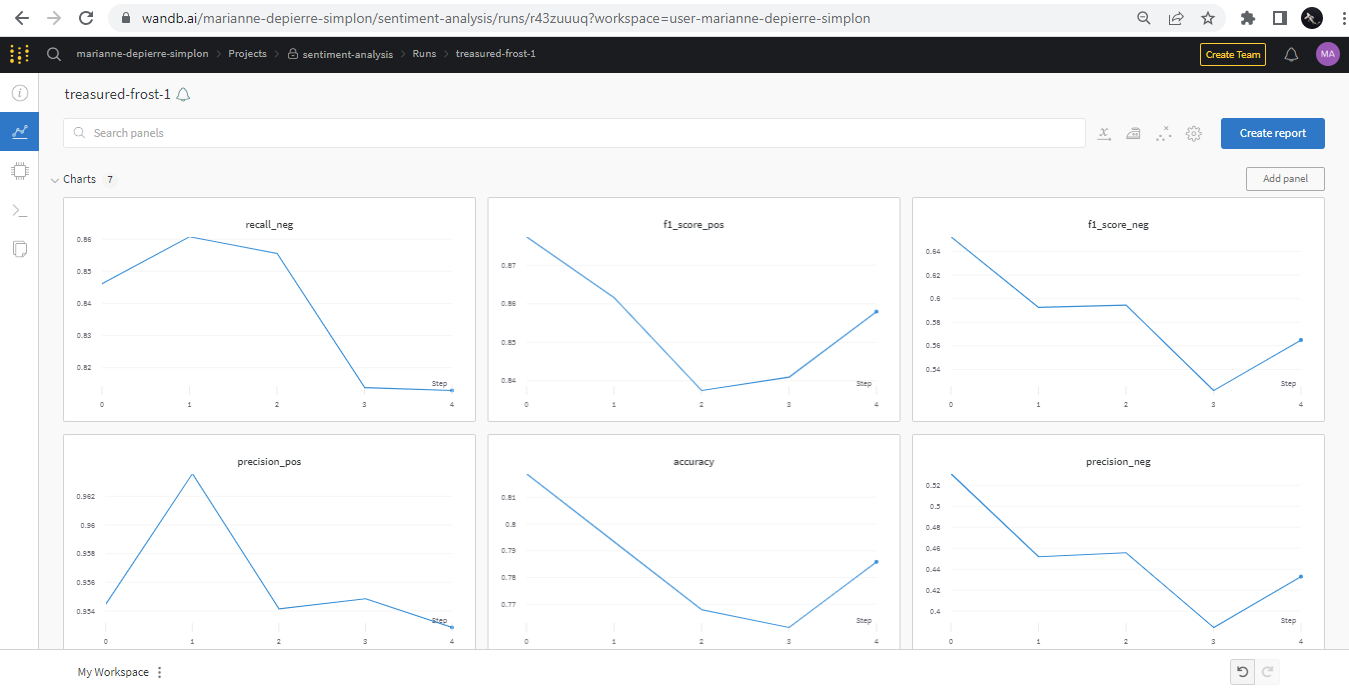 wandb.ai/marianne-depierre-simplon/sentiment-analysis/runs/r43zuuuq?workspace=user-marianne-depierre-simplon
marianne-depierre-simplon > Projects > sentiment-analysis > Runs > treasured-frost-1
Create Team
MA
treasured-frost-1
Search panels
Create report
Charts 7
Add panel
recall_neg
0.86
0.85
0.84
0.83
0.82
Step
0 1 2 3 4
f1_score_pos
0.87
0.86
0.85
0.84
Step
0 1 2 3 4
f1_score_neg
0.64
0.62
0.6
0.58
0.56
0.54
Step
0 1 2 3 4
precision_pos
0.962
0.96
0.958
0.956
0.954
Step
0 1 2 3 4
accuracy
0.81
0.8
0.79
0.78
0.77
Step
0 1 2 3 4
precision_neg
0.52
0.5
0.48
0.46
0.44
0.42
0.4
Step
0 1 2 3 4
My Workspace